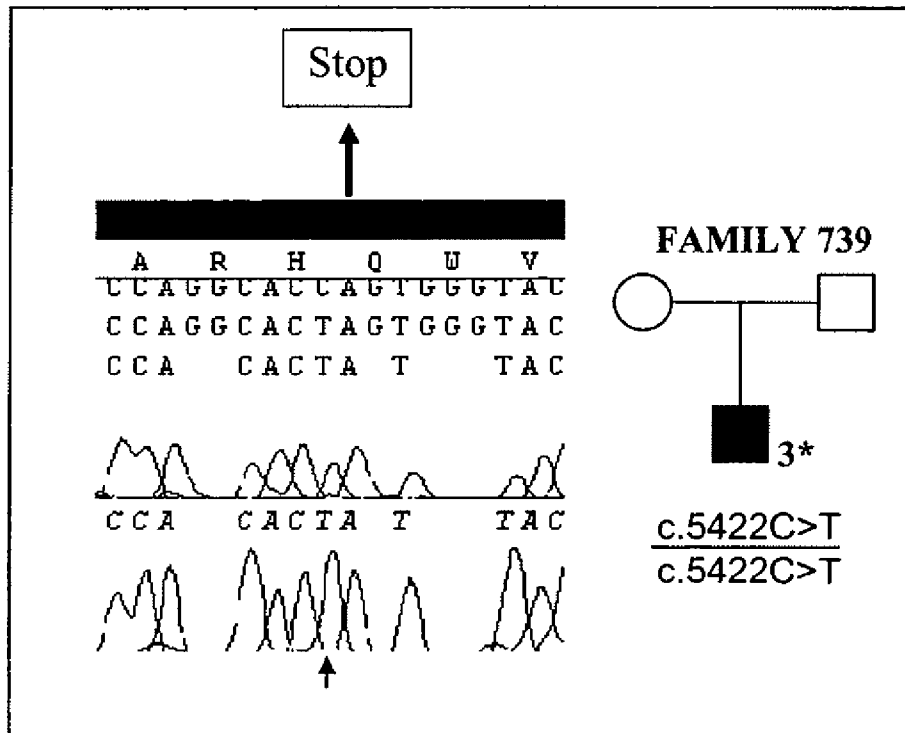 Stop
A R H Q W V
CCAGGCACCAGTGGGTAC
CCAGGCACTAGTGGGTAC
CCA CACTA T TAC
CCA CACTA T TAC
FAMILY 739
3*
c.5422C>T
c.5422C>T